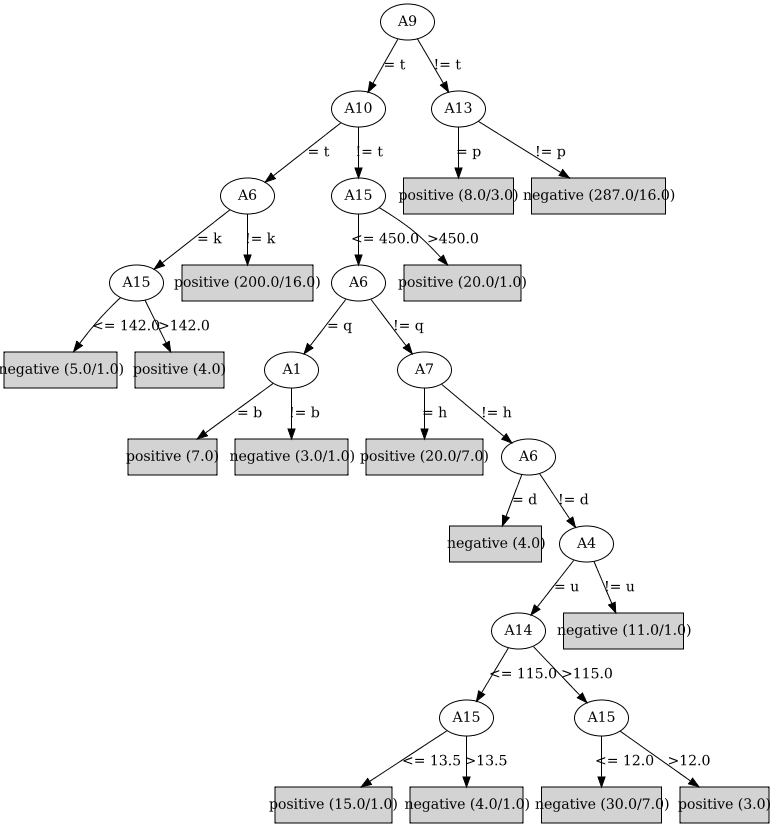 A9
= t
!= t
A10
A13
= t
!= t
= p
!= p
A6
A15
positive (8.0/3.0)
negative (287.0/16.0)
= k
!= k
<= 450.0
>450.0
A15
positive (200.0/16.0)
A6
positive (20.0/1.0)
<= 142.0
>142.0
= q
!= q
negative (5.0/1.0)
positive (4.0)
A1
A7
= b
!= b
= h
!= h
positive (7.0)
negative (3.0/1.0)
positive (20.0/7.0)
A6
= d
!= d
negative (4.0)
A4
= u
!= u
A14
negative (11.0/1.0)
<= 115.0
>115.0
A15
A15
<= 13.5
>13.5
<= 12.0
>12.0
positive (15.0/1.0)
negative (4.0/1.0)
negative (30.0/7.0)
positive (3.0)